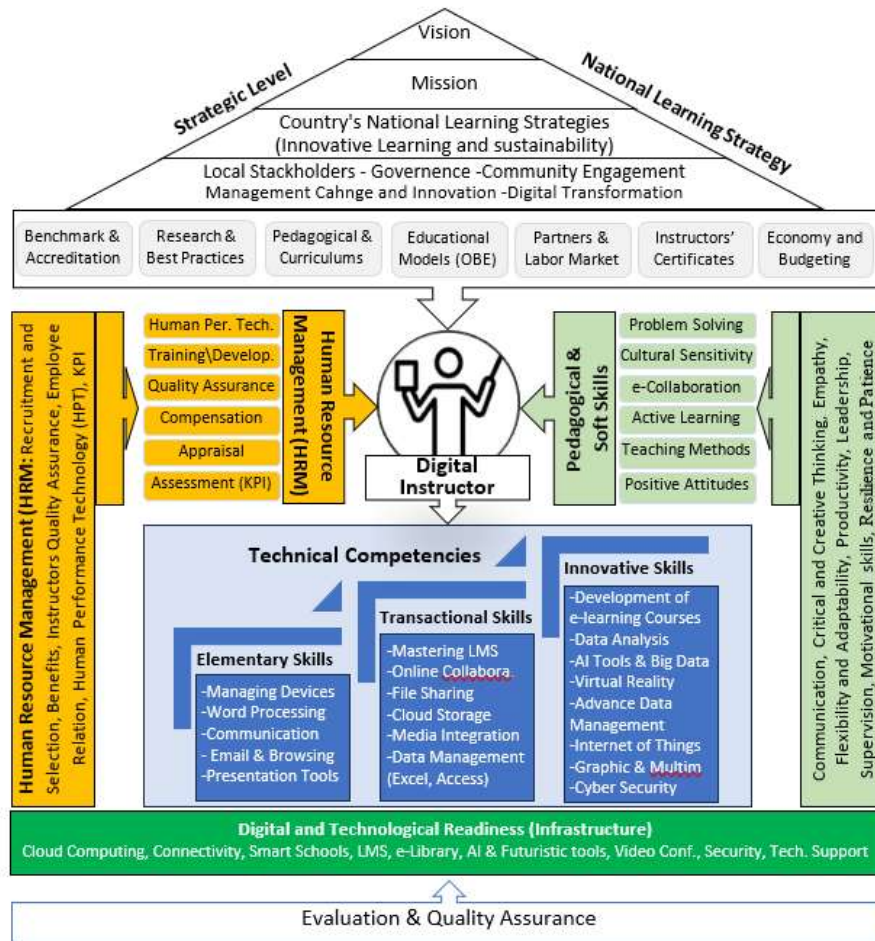 Vision
Strategic Level
National Learning Strategy
Mission
Country's National Learning Strategies
(Innovative Learning and sustainability)
Local Stackholders - Governence -Community Engagement
Management Cahnge and Innovation -Digital Transformation
Benchmark &
Accreditation
Research &
Best Practices
Pedagogical &
Curriculums
Educational
Models (OBE)
Partners &
Labor Market
Instructors'
Certificates
Economy and
Budgeting
Human Resource Management (HRM: Recruitment and
Selection, Benefits, Instructors Quality Assurance, Employee
Relation, Human Performance Technology (HPT), KPI
Human Per. Tech.
Training\Develop.
Quality Assurance
Compensation
Appraisal
Assessment (KPI)
Human Resource
Management (HRM)
Digital
Instructor
Pedagogical &
Soft Skills
Problem Solving
Cultural Sensitivity
e-Collaboration
Active Learning
Teaching Methods
Positive Attitudes
Communication, Critical and Creative Thinking, Empathy,
Flexibility and Adaptability, Productivity, Leadership,
Supervision, Motivational skills, Resilience and Patience
Technical Competencies
Elementary Skills
-Managing Devices
-Word Processing
-Communication
- Email & Browsing
-Presentation Tools
Transactional Skills
-Mastering LMS
-Online Collabora.
-File Sharing
-Cloud Storage
-Media Integration
-Data Management
(Excel, Access)
Innovative Skills
-Development of
e-learning Courses
-Data Analysis
-AI Tools & Big Data
-Virtual Reality
-Advance Data
Management
-Internet of Things
-Graphic & Multim
-Cyber Security
Digital and Technological Readiness (Infrastructure)
Cloud Computing, Connectivity, Smart Schools, LMS, e-Library, AI & Futuristic tools, Video Conf., Security, Tech. Support
Evaluation & Quality Assurance